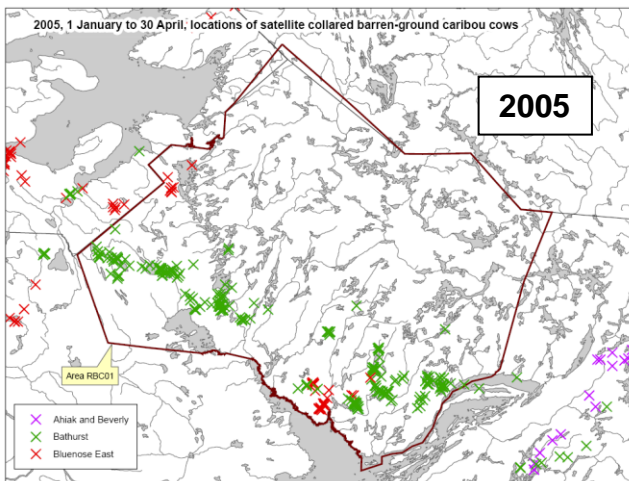 2005, 1 January to 30 April, locations of satellite collared barren-ground caribou cows
2005
Area RBC01
Ahiak and Beverly
Bathurst
Bluenose East